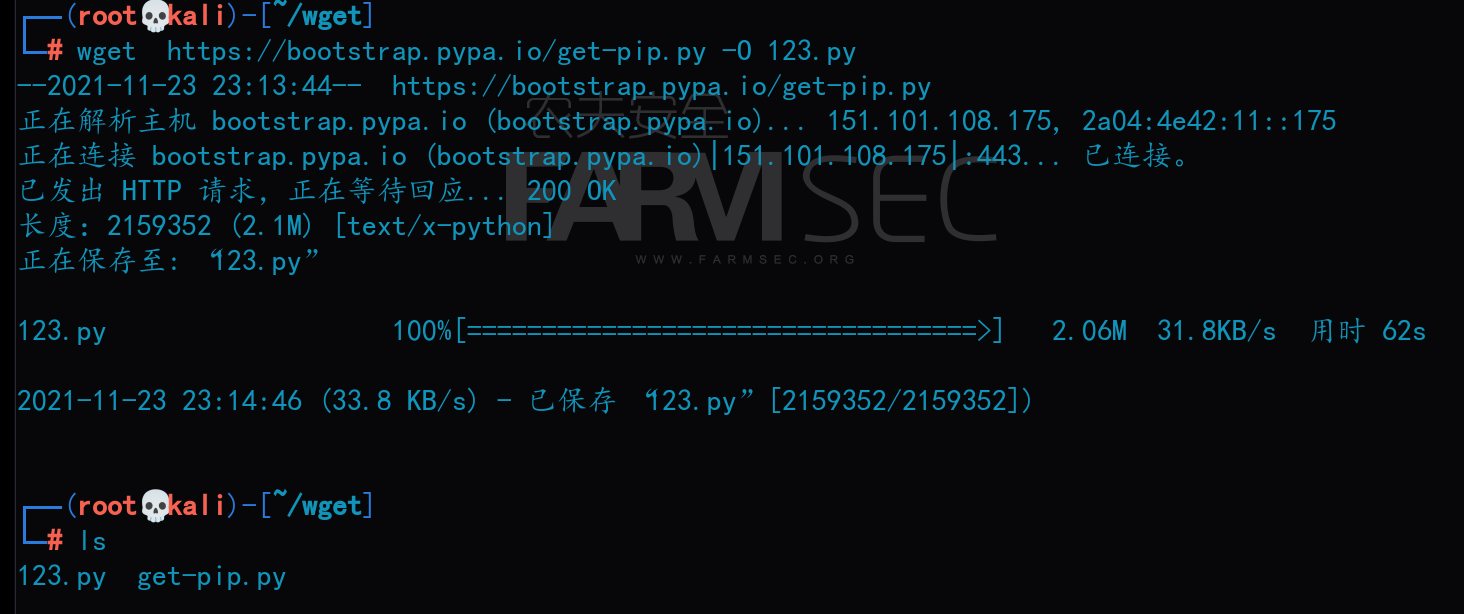 (root💀kali)-[~/wget]
# wget  https://bootstrap.pypa.io/get-pip.py -O 123.py
--2021-11-23 23:13:44--  https://bootstrap.pypa.io/get-pip.py
农夫安全
正在解析主机 bootstrap.pypa.io (bootstrap.pypa.io)... 151.101.108.175, 2a04:4e42:11::175
正在连接 bootstrap.pypa.io (bootstrap.pypa.io)|151.101.108.175|:443... 已连接。
已发出 HTTP 请求，正在等待回应... 200 OK
FARMSEC
长度：2159352 (2.1M) [text/x-python]
正在保存至: “123.py”
WWW.FARMSEC.ORG
123.py 100%[==================================>] 2.06M 31.8KB/s 用时 62s
2021-11-23 23:14:46 (33.8 KB/s) - 已保存 “123.py” [2159352/2159352])
(root💀kali)-[~/wget]
# ls
123.py  get-pip.py